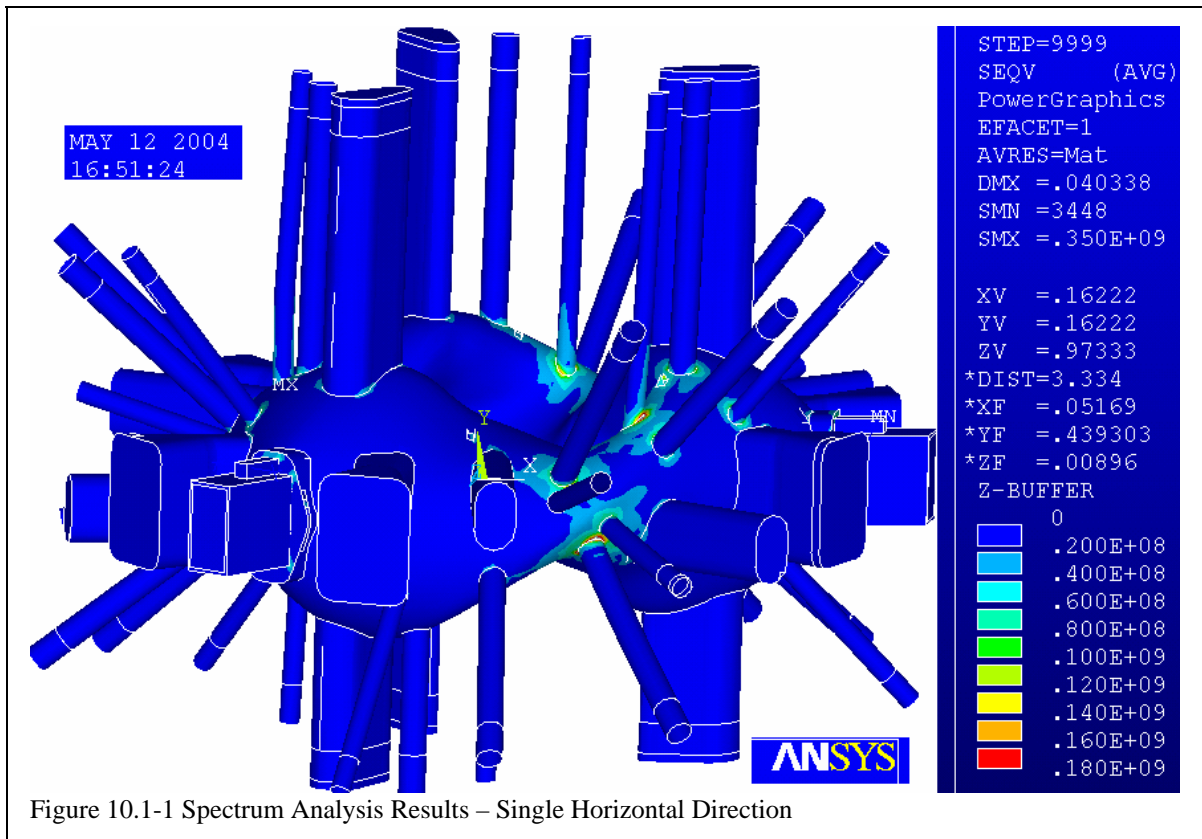 MAY 12 2004
16:51:24
MX
MN
Y
X
STEP=9999
SEQV (AVG)
PowerGraphics
EFACET=1
AVRES=Mat
DMX =.040338
SMN =3448
SMX =.350E+09
XV =.16222
YV =.16222
ZV =.97333
*DIST=3.334
*XF =.05169
*YF =.439303
*ZF =.00896
Z-BUFFER
0
.200E+08
.400E+08
.600E+08
.800E+08
.100E+09
.120E+09
.140E+09
.160E+09
.180E+09
ANSYS
Figure 10.1-1 Spectrum Analysis Results – Single Horizontal Direction